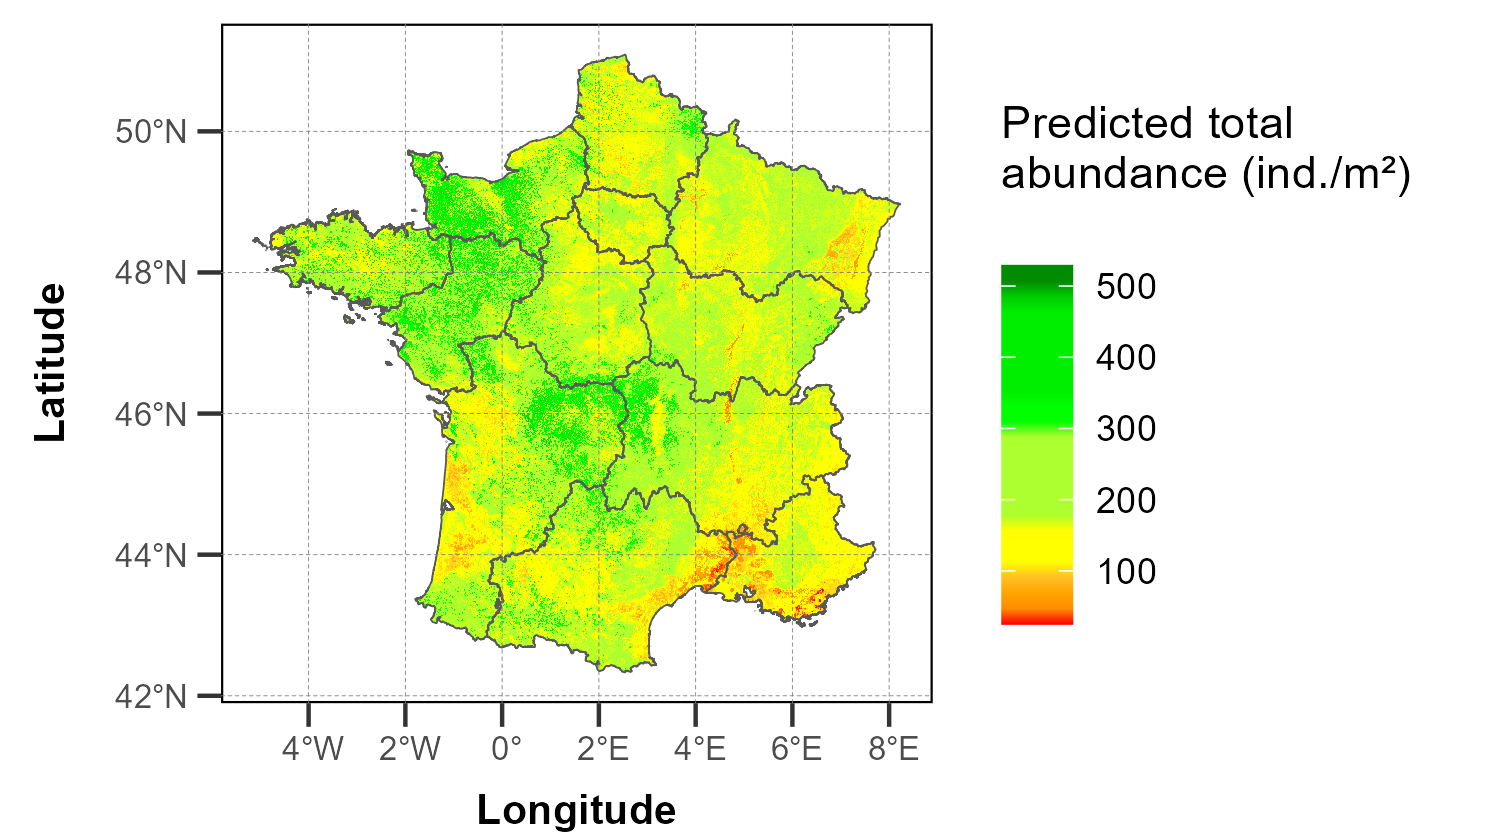 Predicted total
abundance (ind./m²)
500
400
300
200
100
50°N
48°N
46°N
44°N
42°N
Latitude
4°W 2°W 0° 2°E 4°E 6°E 8°E
Longitude